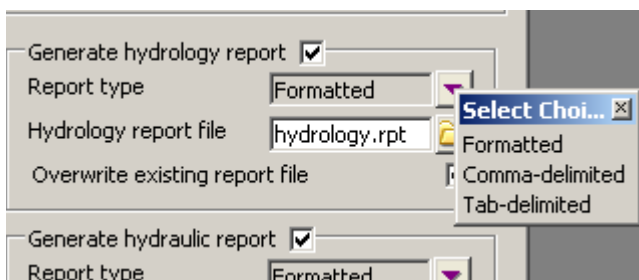 Generate hydrology report
Report type Formatted
Select Choi...
Hydrology report file hydrology.rpt
Formatted
Overwrite existing report file
Comma-delimited
Tab-delimited
Generate hydraulic report
Report type Formatted